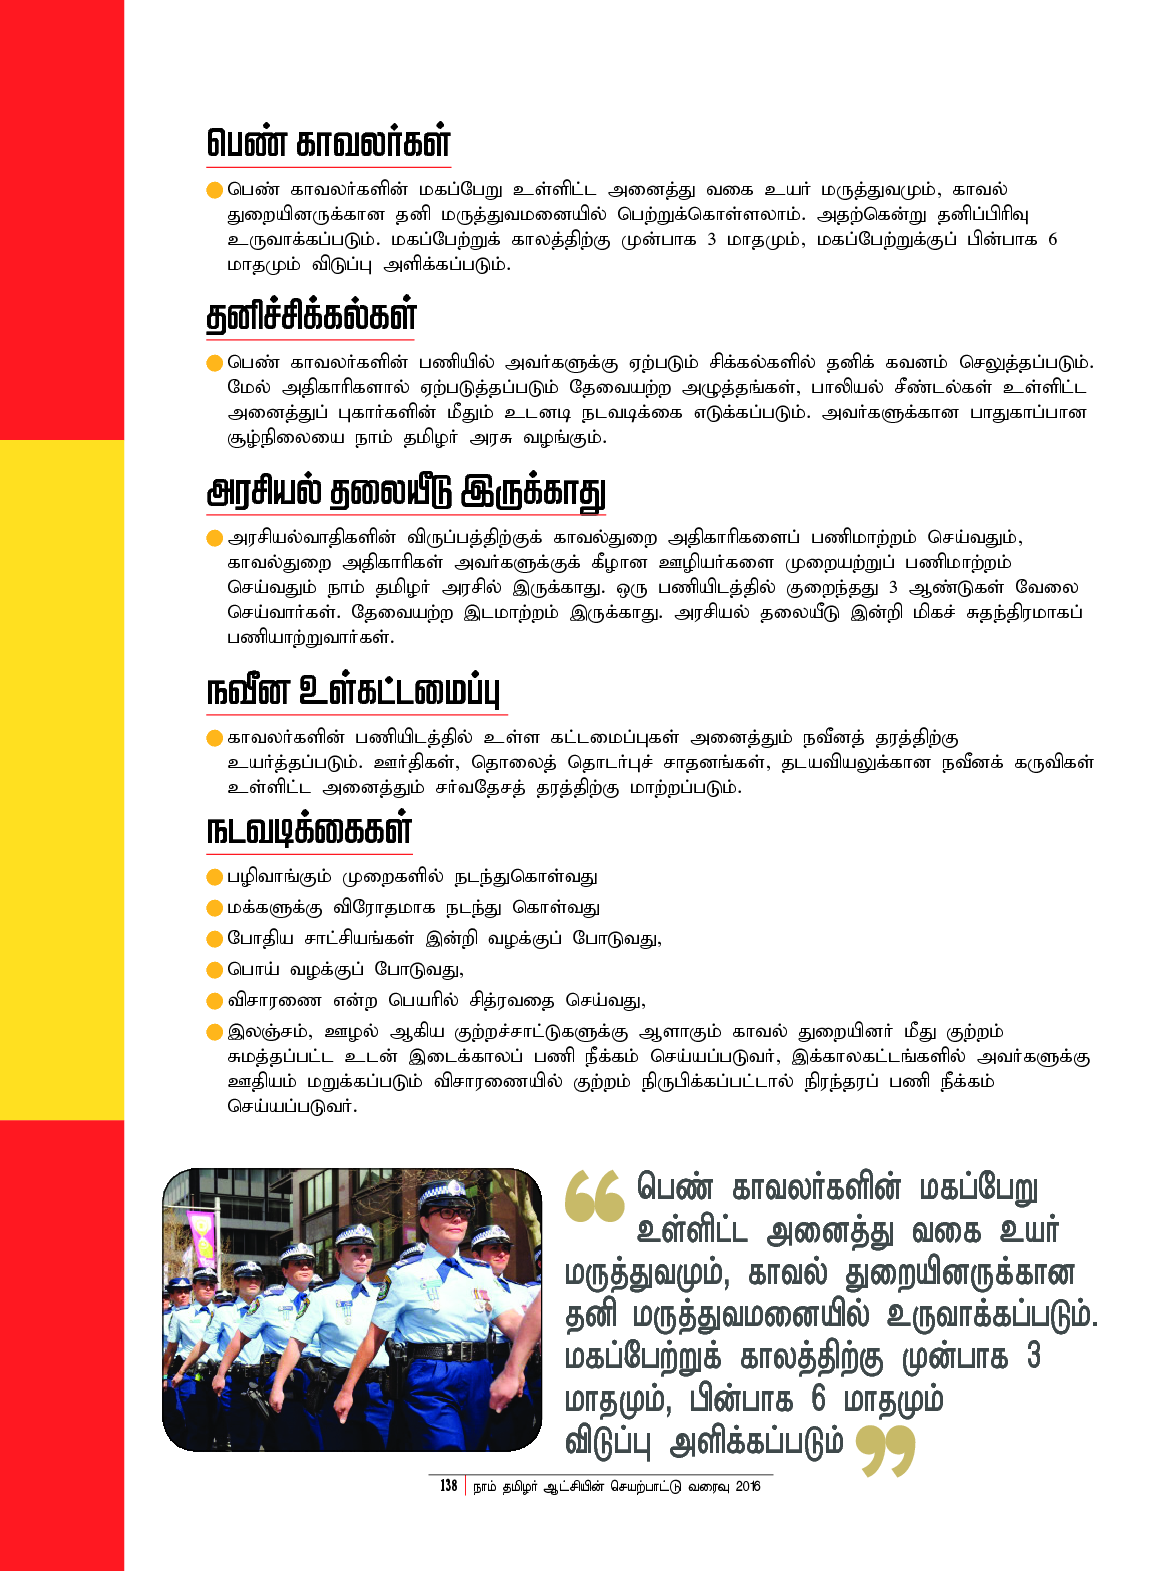 பெண் காவலர்கள்
பெண் காவலர்களின் மகப்பேறு உள்ளிட்ட அனைத்து வகை உயர் மருத்துவமும், காவல்
துறையினருக்கான தனி மருத்துவமனையில் பெற்றுக்கொள்ளலாம். அதற்கென்று தனிப்பிரிவு
உருவாக்கப்படும். மகப்பேற்றுக் காலத்திற்கு முன்பாக 3 மாதமும், மகப்பேற்றுக்குப் பின்பாக 6
மாதமும் விடுப்பு அளிக்கப்படும்.
தனிச்சிக்கல்கள்
பெண் காவலர்களின் பணியில் அவர்களுக்கு ஏற்படும் சிக்கல்களில் தனிக் கவனம் செலுத்தப்படும்.
மேல் அதிகாரிகளால் ஏற்படுத்தப்படும் தேவையற்ற அழுத்தங்கள், பாலியல் சீண்டல்கள் உள்ளிட்ட
அனைத்துப் புகார்களின் மீதும் உடனடி நடவடிக்கை எடுக்கப்படும். அவர்களுக்கான பாதுகாப்பான
சூழ்நிலையை நாம் தமிழர் அரசு வழங்கும்.
அரசியல் தலையீடு இருக்காது
அரசியல்வாதிகளின் விருப்பத்திற்குக் காவல்துறை அதிகாரிகளைப் பணிமாற்றம் செய்வதும்,
காவல்துறை அதிகாரிகள் அவர்களுக்குக் கீழான ஊழியர்களை முறையற்றுப் பணிமாற்றம்
செய்வதும் நாம் தமிழர் அரசில் இருக்காது. ஒரு பணியிடத்தில் குறைந்தது 3 ஆண்டுகள் வேலை
செய்வார்கள். தேவையற்ற இடமாற்றம் இருக்காது. அரசியல் தலையீடு இன்றி மிகச் சுதந்திரமாகப்
பணியாற்றுவார்கள்.
நவீன உள்கட்டமைப்பு
காவலர்களின் பணியிடத்தில் உள்ள கட்டமைப்புகள் அனைத்தும் நவீனத் தரத்திற்கு
உயர்த்தப்படும். ஊர்திகள், தொலைத் தொடர்புச் சாதனங்கள், தடயவியலுக்கான நவீனக் கருவிகள்
உள்ளிட்ட அனைத்தும் சர்வதேசத் தரத்திற்கு மாற்றப்படும்.
நடவடிக்கைகள்
பழிவாங்கும் முறைகளில் நடந்துகொள்வது
மக்களுக்கு விரோதமாக நடந்து கொள்வது
போதிய சாட்சியங்கள் இன்றி வழக்குப் போடுவது,
பொய் வழக்குப் போடுவது,
விசாரணை என்ற பெயரில் சித்ரவதை செய்வது,
இலஞ்சம், ஊழல் ஆகிய குற்றச்சாட்டுகளுக்கு ஆளாகும் காவல் துறையினர் மீது குற்றம்
சுமத்தப்பட்ட உடன் இடைக்காலப் பணி நீக்கம் செய்யப்படுவர், இக்காலகட்டங்களில் அவர்களுக்கு
ஊதியம் மறுக்கப்படும் விசாரணையில் குற்றம் நிருபிக்கப்பட்டால் நிரந்தரப் பணி நீக்கம்
செய்யப்படுவர்.
“பெண் காவலர்களின் மகப்பேறு
உள்ளிட்ட அனைத்து வகை உயர்
மருத்துவமும், காவல் துறையினருக்கான
தனி மருத்துவமனையில் உருவாக்கப்படும்.
மகப்பேற்றுக் காலத்திற்கு முன்பாக 3
மாதமும், பின்பாக 6 மாதமும்
விடுப்பு அளிக்கப்படும்”
138 நாம் தமிழர் ஆட்சியின் செயற்பாட்டு வரைவு 2016